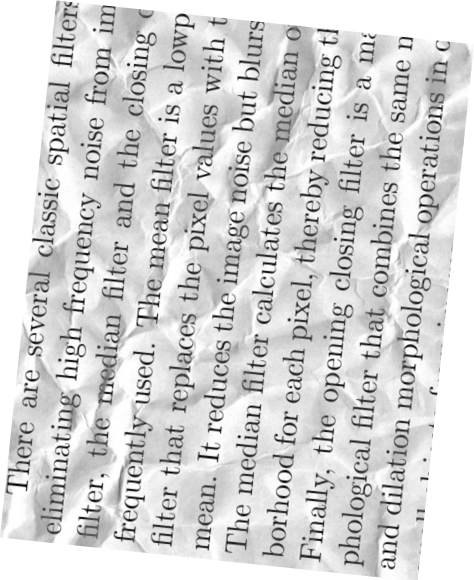 There are several classic spatial filters
eliminating high frequency noise from im
filter, the median filter and the closing
frequently used. The mean filter is a lowp
filter that replaces the pixel values with t
mean. It reduces the image noise but blurs
The median filter calculates the median o
borhood for each pixel, thereby reducing t
Finally, the opening closing filter is a ma
phological filter that combines the same n
and dilation morphological operations in